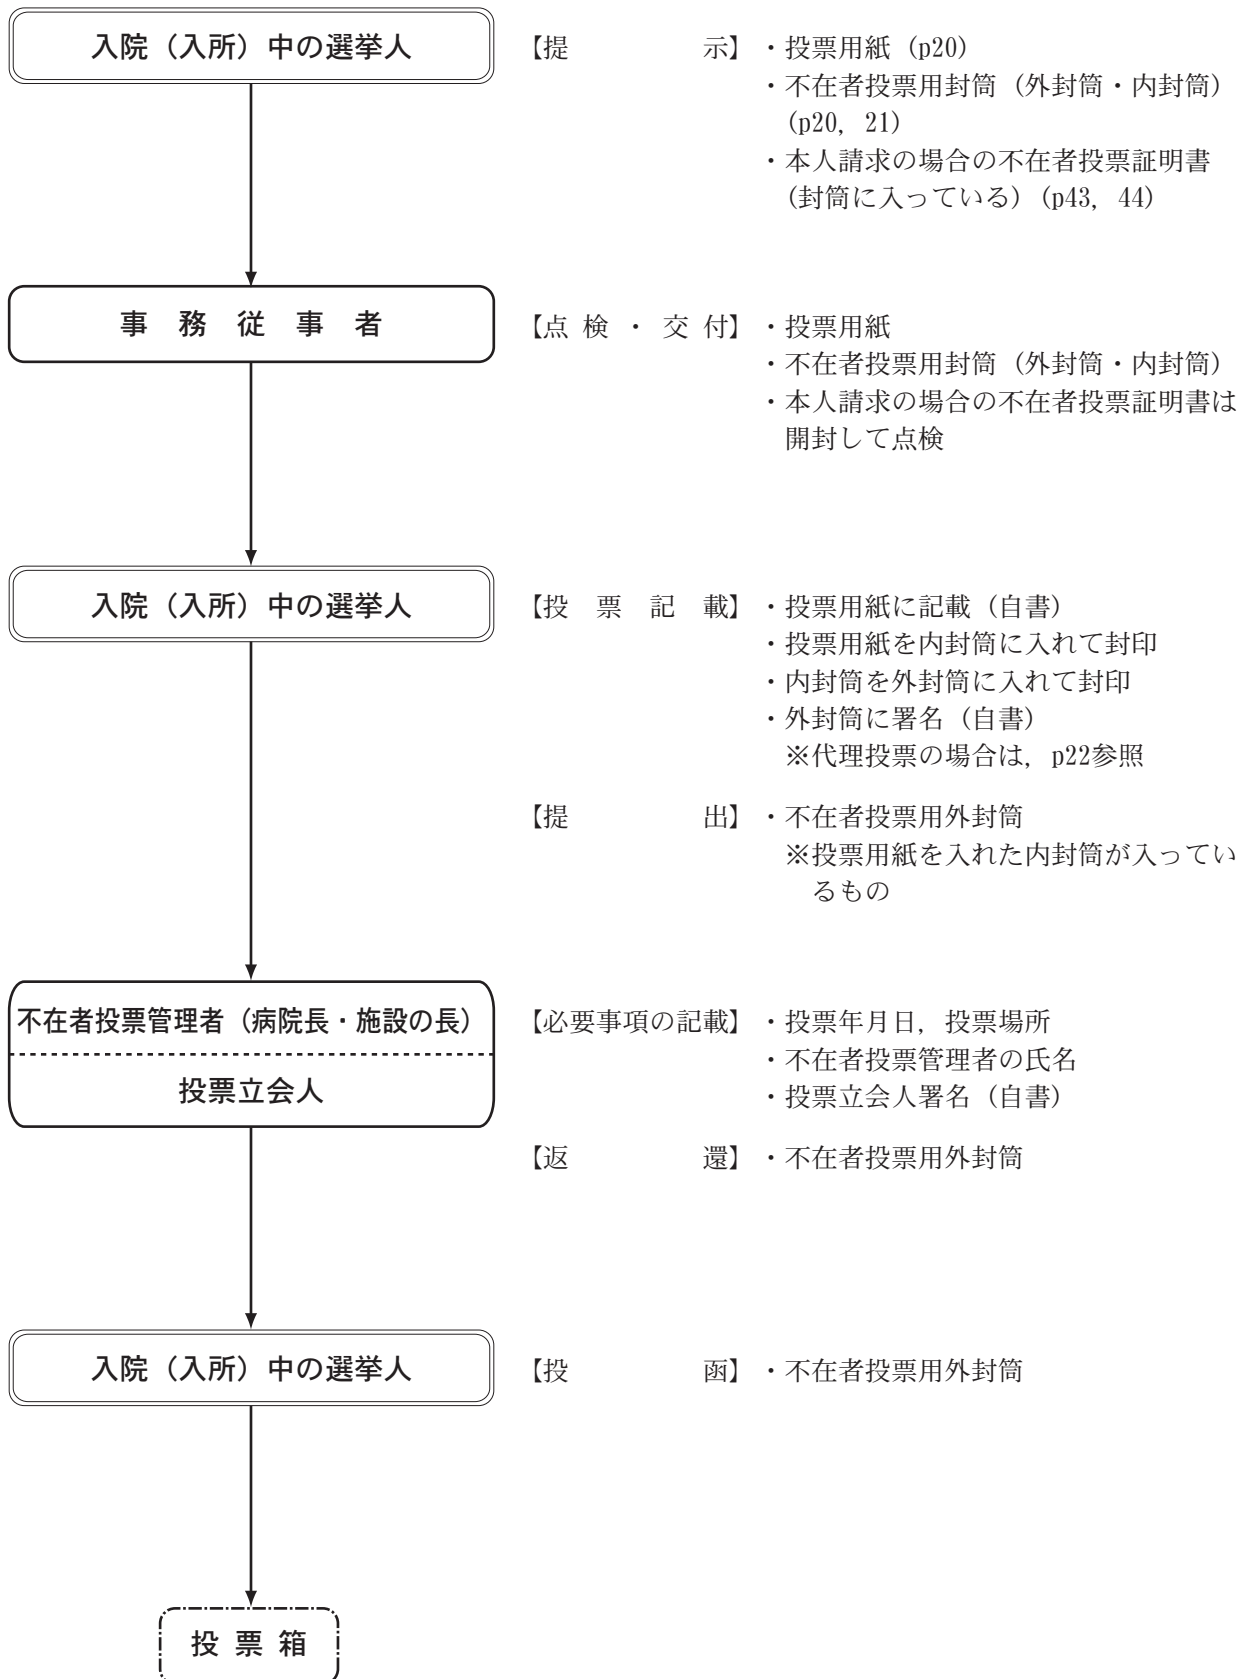 入院（入所）中の選挙人
【提示】・投票用紙（p20）
・不在者投票用封筒（外封筒・内封筒）
（p20，21）
・本人請求の場合の不在者投票証明書
（封筒に入っている）（p43，44）
事務従事者
【点検・交付】・投票用紙
・不在者投票用封筒（外封筒・内封筒）
・本人請求の場合の不在者投票証明書は
開封して点検
入院（入所）中の選挙人
【投票記載】・投票用紙に記載（自書）
・投票用紙を内封筒に入れて封印
・内封筒を外封筒に入れて封印
・外封筒に署名（自書）
※代理投票の場合は，p22参照
【提出】・不在者投票用外封筒
※投票用紙を入れた内封筒が入ってい
るもの
不在者投票管理者（病院長・施設の長）
投票立会人
【必要事項の記載】・投票年月日，投票場所
・不在者投票管理者の氏名
・投票立会人署名（自書）
【返還】・不在者投票用外封筒
入院（入所）中の選挙人
【投函】・不在者投票用外封筒
投票箱